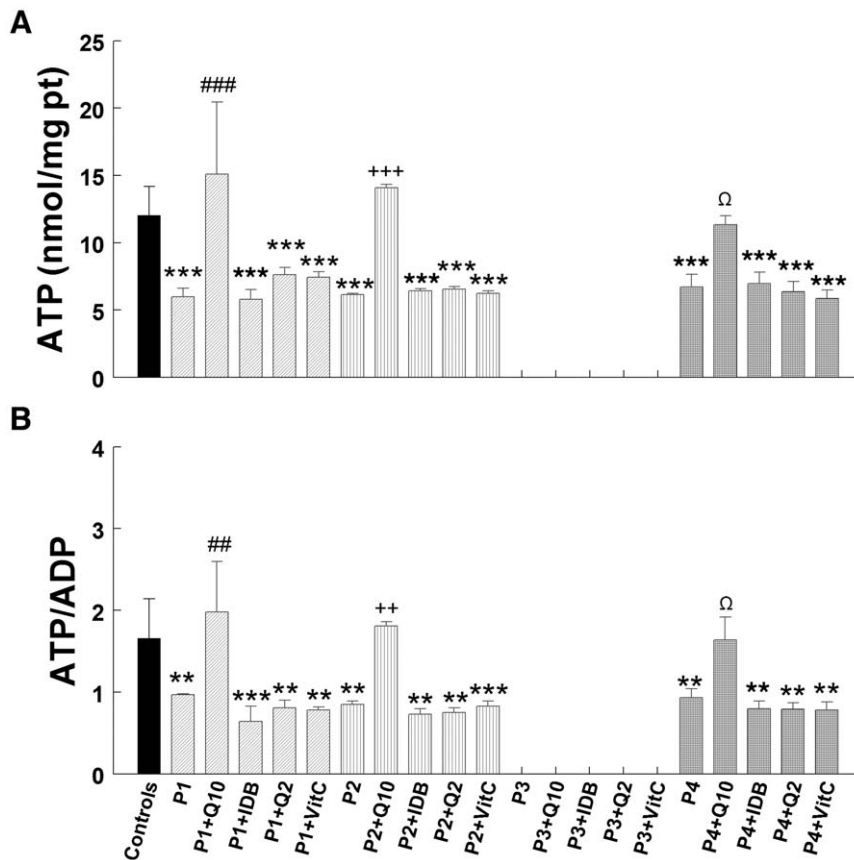 A
ATP (nmol/mg pt)
25
20
15
10
5
0
***
###
***
***
***
***
+++
***
***
***
***
Ω
***
***
***
B
ATP/ADP
4
3
2
1
0
**
##
***
**
**
**
++
**
**
***
**
Ω
**
**
**
Controls
P1
P1+Q10
P1+IDB
P1+Q2
P1+VitC
P2
P2+Q10
P2+IDB
P2+Q2
P2+VitC
P3
P3+Q10
P3+IDB
P3+Q2
P3+VitC
P4
P4+Q10
P4+IDB
P4+Q2
P4+VitC